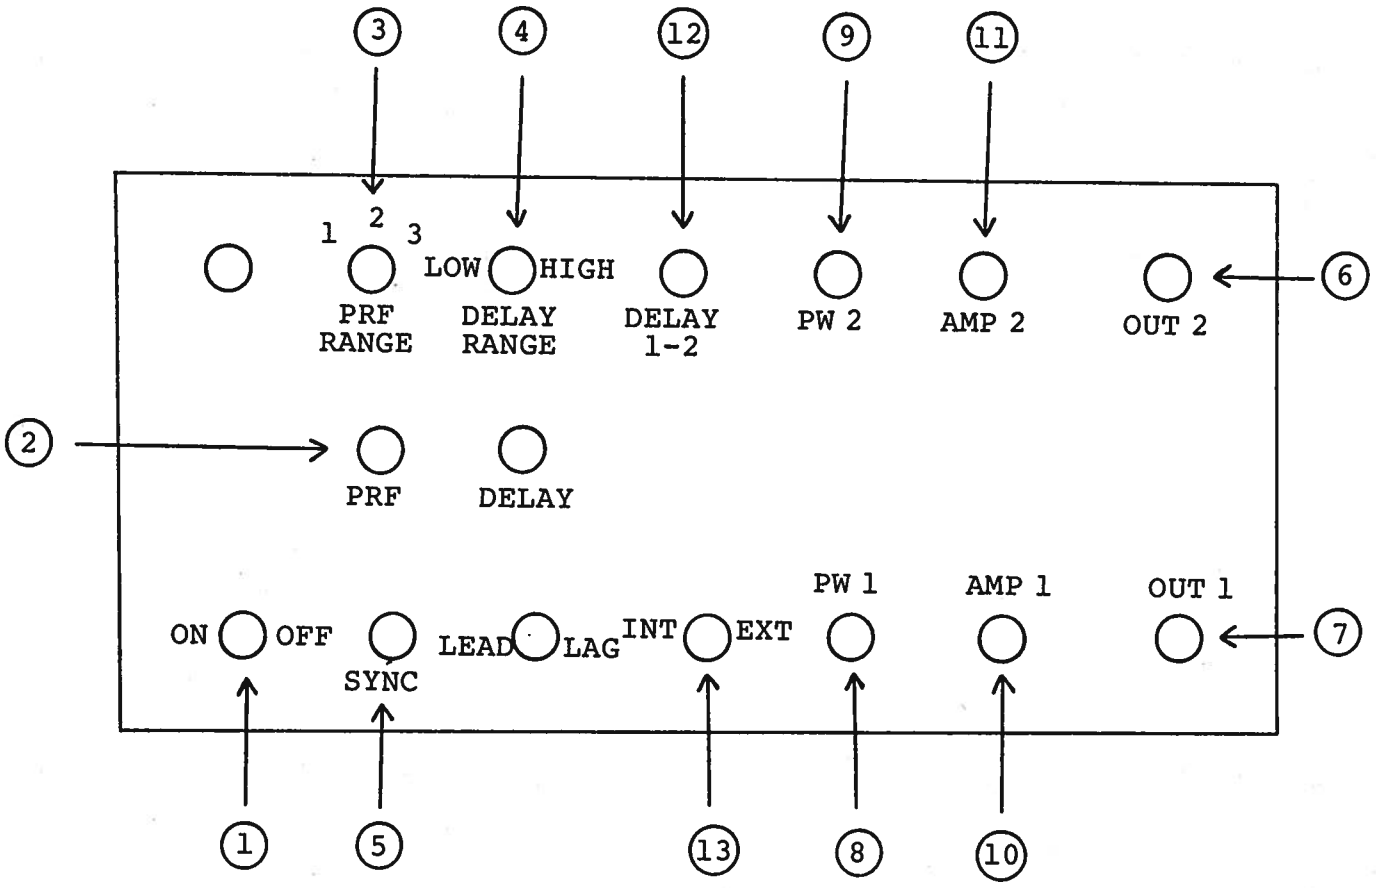 3 4 12 9 11
1 2 3
LOW HIGH
PRF
RANGE
DELAY
RANGE
DELAY
1-2
PW 2
AMP 2
OUT 2
6
2
PRF
DELAY
PW 1
AMP 1
OUT 1
ON OFF
LEAD LAG
INT EXT
7
SYNC
1 5 13 8 10